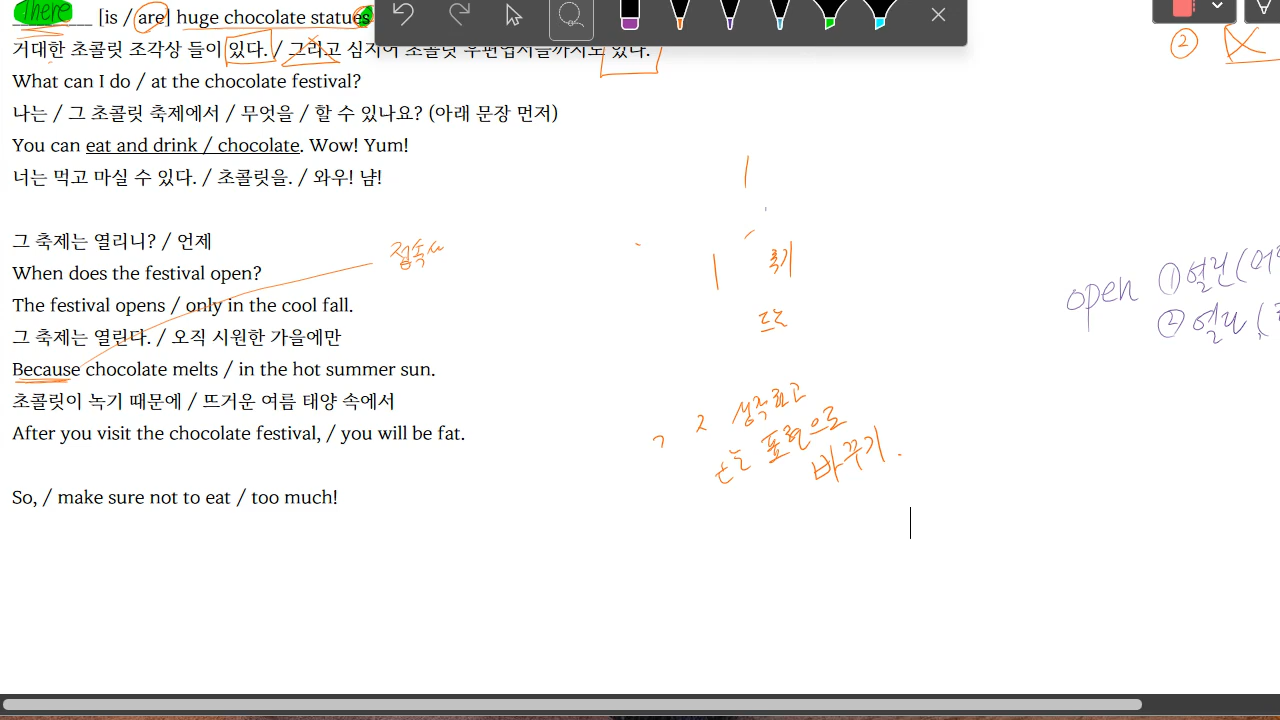 There [is / are] huge chocolate statues
거대한 초콜릿 조각상 들이 있다. / 그리고 심지어 초콜릿 우편엽서들까지도 있다.
②
What can I do / at the chocolate festival?
나는 / 그 초콜릿 축제에서 / 무엇을 / 할 수 있나요? (아래 문장 먼저)
You can eat and drink / chocolate. Wow! Yum!
너는 먹고 마실 수 있다. / 초콜릿을. / 와우! 냠!
그 축제는 열리니? / 언제
접속사
When does the festival open?
open ① 열린
②
The festival opens / only in the cool fall.
그 축제는 열린다. / 오직 시원한 가을에만
Because chocolate melts / in the hot summer sun.
초콜릿이 녹기 때문에 / 뜨거운 여름 태양 속에서
생략하고
After you visit the chocolate festival, / you will be fat.
표현으로
바꾸기.
So, / make sure not to eat / too much!